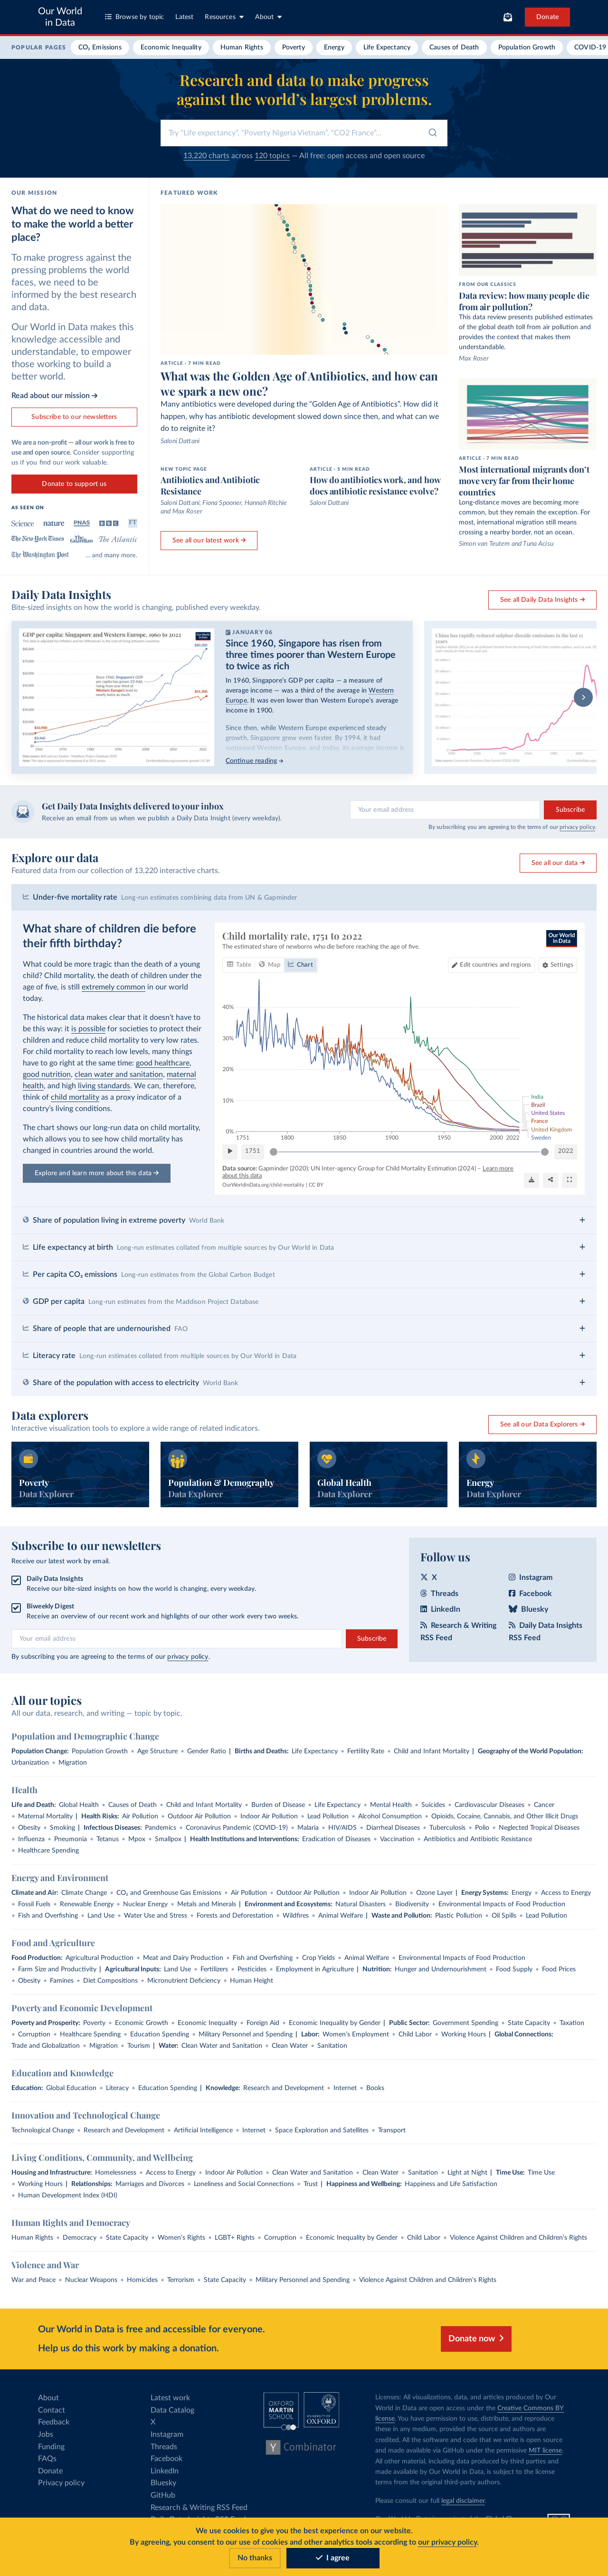 Our World
in Data
Browse by topic
Latest
Resources
About
Donate
POPULAR PAGES
CO₂ Emissions
Economic Inequality
Human Rights
Poverty
Energy
Life Expectancy
Causes of Death
Population Growth
COVID-19
Research and data to make progress
against the world's largest problems.
Try "Life expectancy", "Poverty Nigeria Vietnam", "CO2 France"...
13,220 charts across 120 topics — All free: open access and open source
OUR MISSION
What do we need to know
to make the world a better
place?
To make progress against the
pressing problems the world
faces, we need to be
informed by the best research
and data.
Our World in Data makes this
knowledge accessible and
understandable, to empower
those working to build a
better world.
Read about our mission →
Subscribe to our newsletters
We are a non-profit — all our work is free to
use and open source. Consider supporting
us if you find our work valuable.
Donate to support us
AS SEEN ON
Science
nature
PNAS
BBC
FT
The New York Times
The Guardian
The Atlantic
The Washington Post
... and many more.
FEATURED WORK
ARTICLE · 7 MIN READ
What was the Golden Age of Antibiotics, and how can
we spark a new one?
Many antibiotics were developed during the "Golden Age of Antibiotics". How did it
happen, why has antibiotic development slowed down since then, and what can we
do to reignite it?
Saloni Dattani
NEW TOPIC PAGE
Antibiotics and Antibiotic
Resistance
Saloni Dattani, Fiona Spooner, Hannah Ritchie
and Max Roser
ARTICLE · 5 MIN READ
How do antibiotics work, and how
does antibiotic resistance evolve?
Saloni Dattani
See all our latest work →
FROM OUR CLASSICS
Data review: how many people die
from air pollution?
This data review presents published estimates
of the global death toll from air pollution and
provides the context that makes them
understandable.
Max Roser
ARTICLE · 7 MIN READ
Most international migrants don't
move very far from their home
countries
Long-distance moves are becoming more
common, but they remain the exception. For
most, international migration still means
crossing a nearby border, not an ocean.
Simon van Teutem and Tuna Acisu
Daily Data Insights
Bite-sized insights on how the world is changing, published every weekday.
See all Daily Data Insights →
GDP per capita: Singapore and Western Europe, 1960 to 2022
JANUARY 06
Since 1960, Singapore has risen from
three times poorer than Western Europe
to twice as rich
In 1960, Singapore's GDP per capita — a measure of
average income — was a third of the average in Western
Europe. It was even lower than Western Europe's average
income in 1900.
Since then, while Western Europe experienced steady
growth, Singapore grew even faster. By 1994, it had
surpassed Western Europe, and today, its average income is
Continue reading →
China has rapidly reduced sulphur dioxide emissions in the last 15
years
Get Daily Data Insights delivered to your inbox
Receive an email from us when we publish a Daily Data Insight (every weekday).
Your email address
Subscribe
By subscribing you are agreeing to the terms of our privacy policy.
Explore our data
Featured data from our collection of 13,220 interactive charts.
See all our data →
Under-five mortality rate Long-run estimates combining data from UN & Gapminder
What share of children die before
their fifth birthday?
What could be more tragic than the death of a young
child? Child mortality, the death of children under the
age of five, is still extremely common in our world
today.
The historical data makes clear that it doesn't have to
be this way: it is possible for societies to protect their
children and reduce child mortality to very low rates.
For child mortality to reach low levels, many things
have to go right at the same time: good healthcare,
good nutrition, clean water and sanitation, maternal
health, and high living standards. We can, therefore,
think of child mortality as a proxy indicator of a
country's living conditions.
The chart shows our long-run data on child mortality,
which allows you to see how child mortality has
changed in countries around the world.
Explore and learn more about this data →
Child mortality rate, 1751 to 2022
The estimated share of newborns who die before reaching the age of five.
Our World
in Data
Table
Map
Chart
Edit countries and regions
Settings
40%
30%
20%
10%
0%
1751
1800
1850
1900
1950
2000
2022
India
Brazil
United States
France
United Kingdom
Sweden
1751
2022
Data source: Gapminder (2020); UN Inter-agency Group for Child Mortality Estimation (2024) – Learn more
about this data
OurWorldinData.org/child-mortality | CC BY
Share of population living in extreme poverty World Bank
Life expectancy at birth Long-run estimates collated from multiple sources by Our World in Data
Per capita CO₂ emissions Long-run estimates from the Global Carbon Budget
GDP per capita Long-run estimates from the Maddison Project Database
Share of people that are undernourished FAO
Literacy rate Long-run estimates collated from multiple sources by Our World in Data
Share of the population with access to electricity World Bank
Data explorers
Interactive visualization tools to explore a wide range of related indicators.
See all our Data Explorers →
Poverty
Data Explorer
Population & Demography
Data Explorer
Global Health
Data Explorer
Energy
Data Explorer
Subscribe to our newsletters
Receive our latest work by email.
Daily Data Insights
Receive our bite-sized insights on how the world is changing, every weekday.
Biweekly Digest
Receive an overview of our recent work and highlights of our other work every two weeks.
Your email address
Subscribe
By subscribing you are agreeing to the terms of our privacy policy.
Follow us
X
Instagram
Threads
Facebook
LinkedIn
Bluesky
Research & Writing
RSS Feed
Daily Data Insights
RSS Feed
All our topics
All our data, research, and writing — topic by topic.
Population and Demographic Change
Population Change: Population Growth • Age Structure • Gender Ratio | Births and Deaths: Life Expectancy • Fertility Rate • Child and Infant Mortality | Geography of the World Population:
Urbanization • Migration
Health
Life and Death: Global Health • Causes of Death • Child and Infant Mortality • Burden of Disease • Life Expectancy • Mental Health • Suicides • Cardiovascular Diseases • Cancer
• Maternal Mortality | Health Risks: Air Pollution • Outdoor Air Pollution • Indoor Air Pollution • Lead Pollution • Alcohol Consumption • Opioids, Cocaine, Cannabis, and Other Illicit Drugs
• Obesity • Smoking | Infectious Diseases: Pandemics • Coronavirus Pandemic (COVID-19) • Malaria • HIV/AIDS • Diarrheal Diseases • Tuberculosis • Polio • Neglected Tropical Diseases
• Influenza • Pneumonia • Tetanus • Mpox • Smallpox | Health Institutions and Interventions: Eradication of Diseases • Vaccination • Antibiotics and Antibiotic Resistance
• Healthcare Spending
Energy and Environment
Climate and Air: Climate Change • CO₂ and Greenhouse Gas Emissions • Air Pollution • Outdoor Air Pollution • Indoor Air Pollution • Ozone Layer | Energy Systems: Energy • Access to Energy
• Fossil Fuels • Renewable Energy • Nuclear Energy • Metals and Minerals | Environment and Ecosystems: Natural Disasters • Biodiversity • Environmental Impacts of Food Production
• Fish and Overfishing • Land Use • Water Use and Stress • Forests and Deforestation • Wildfires • Animal Welfare | Waste and Pollution: Plastic Pollution • Oil Spills • Lead Pollution
Food and Agriculture
Food Production: Agricultural Production • Meat and Dairy Production • Fish and Overfishing • Crop Yields • Animal Welfare • Environmental Impacts of Food Production
• Farm Size and Productivity | Agricultural Inputs: Land Use • Fertilizers • Pesticides • Employment in Agriculture | Nutrition: Hunger and Undernourishment • Food Supply • Food Prices
• Obesity • Famines • Diet Compositions • Micronutrient Deficiency • Human Height
Poverty and Economic Development
Poverty and Prosperity: Poverty • Economic Growth • Economic Inequality • Foreign Aid • Economic Inequality by Gender | Public Sector: Government Spending • State Capacity • Taxation
• Corruption • Healthcare Spending • Education Spending • Military Personnel and Spending | Labor: Women's Employment • Child Labor • Working Hours | Global Connections:
Trade and Globalization • Migration • Tourism | Water: Clean Water and Sanitation • Clean Water • Sanitation
Education and Knowledge
Education: Global Education • Literacy • Education Spending | Knowledge: Research and Development • Internet • Books
Innovation and Technological Change
Technological Change • Research and Development • Artificial Intelligence • Internet • Space Exploration and Satellites • Transport
Living Conditions, Community, and Wellbeing
Housing and Infrastructure: Homelessness • Access to Energy • Indoor Air Pollution • Clean Water and Sanitation • Clean Water • Sanitation • Light at Night | Time Use: Time Use
• Working Hours | Relationships: Marriages and Divorces • Loneliness and Social Connections • Trust | Happiness and Wellbeing: Happiness and Life Satisfaction
• Human Development Index (HDI)
Human Rights and Democracy
Human Rights • Democracy • State Capacity • Women's Rights • LGBT+ Rights • Corruption • Economic Inequality by Gender • Child Labor • Violence Against Children and Children's Rights
Violence and War
War and Peace • Nuclear Weapons • Homicides • Terrorism • State Capacity • Military Personnel and Spending • Violence Against Children and Children's Rights
Our World in Data is free and accessible for everyone.
Help us do this work by making a donation.
Donate now
About
Contact
Feedback
Jobs
Funding
FAQs
Donate
Privacy policy
Latest work
Data Catalog
X
Instagram
Threads
Facebook
LinkedIn
Bluesky
GitHub
Research & Writing RSS Feed
OXFORD
MARTIN
SCHOOL
UNIVERSITY OF
OXFORD
Y Combinator
Licenses: All visualizations, data, and articles produced by Our
World in Data are open access under the Creative Commons BY
license. You have permission to use, distribute, and reproduce
these in any medium, provided the source and authors are
credited. All the software and code that we write is open source
and made available via GitHub under the permissive MIT license.
All other material, including data produced by third parties and
made available by Our World in Data, is subject to the license
terms from the original third-party authors.
Please consult our full legal disclaimer.
We use cookies to give you the best experience on our website.
By agreeing, you consent to our use of cookies and other analytics tools according to our privacy policy.
No thanks
I agree